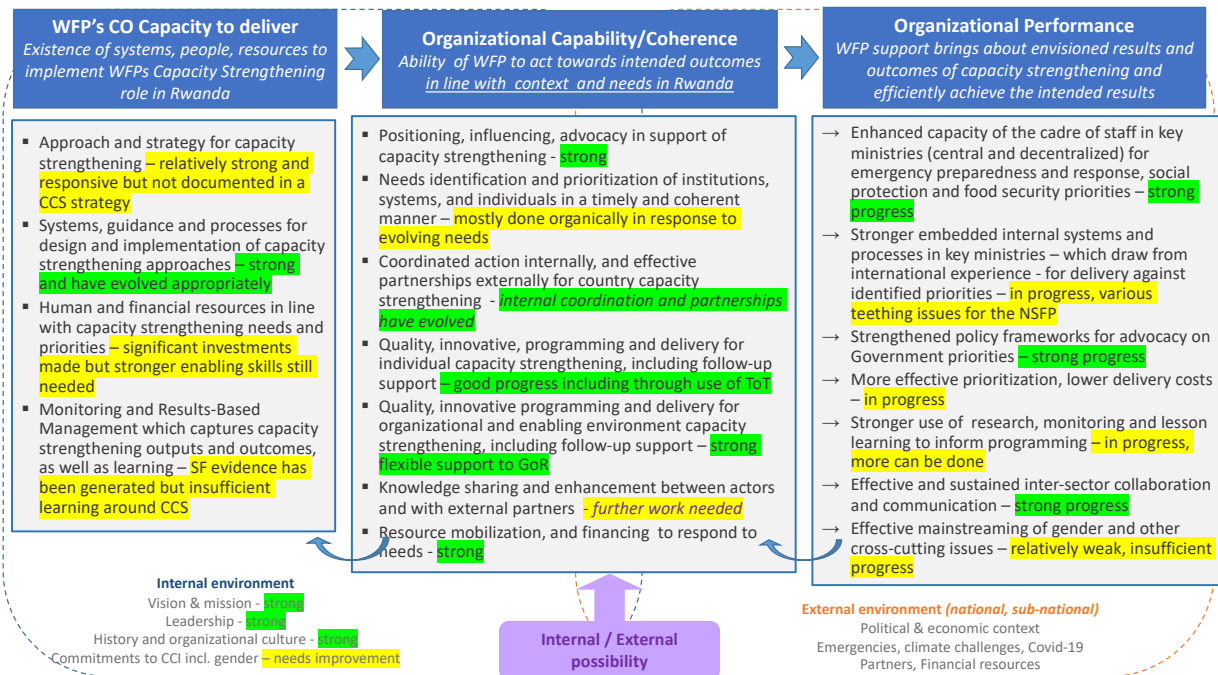 WFP's CO Capacity to deliver
Existence of systems, people, resources to
implement WFPs Capacity Strengthening
role in Rwanda
Organizational Capability/Coherence
Ability of WFP to act towards intended outcomes
in line with context and needs in Rwanda
Organizational Performance
WFP support brings about envisioned results and
outcomes of capacity strengthening and
efficiently achieve the intended results
▪ Approach and strategy for capacity
strengthening – relatively strong and
responsive but not documented in a
CCS strategy
▪ Systems, guidance and processes for
design and implementation of capacity
strengthening approaches – strong
and have evolved appropriately
▪ Human and financial resources in line
with capacity strengthening needs and
priorities – significant investments
made but stronger enabling skills still
needed
▪ Monitoring and Results-Based
Management which captures capacity
strengthening outputs and outcomes,
as well as learning – SF evidence has
been generated but insufficient
learning around CCS
▪ Positioning, influencing, advocacy in support of
capacity strengthening - strong
▪ Needs identification and prioritization of institutions,
systems, and individuals in a timely and coherent
manner – mostly done organically in response to
evolving needs
▪ Coordinated action internally, and effective
partnerships externally for country capacity
strengthening - internal coordination and partnerships
have evolved
▪ Quality, innovative, programming and delivery for
individual capacity strengthening, including follow-up
support – good progress including through use of ToT
▪ Quality, innovative programming and delivery for
organizational and enabling environment capacity
strengthening, including follow-up support – strong
flexible support to GoR
▪ Knowledge sharing and enhancement between actors
and with external partners - further work needed
▪ Resource mobilization, and financing to respond to
needs - strong
→ Enhanced capacity of the cadre of staff in key
ministries (central and decentralized) for
emergency preparedness and response, social
protection and food security priorities – strong
progress
→ Stronger embedded internal systems and
processes in key ministries – which draw from
international experience - for delivery against
identified priorities – in progress, various
teething issues for the NSFP
→ Strengthened policy frameworks for advocacy on
Government priorities – strong progress
→ More effective prioritization, lower delivery costs
– in progress
→ Stronger use of research, monitoring and lesson
learning to inform programming – in progress,
more can be done
→ Effective and sustained inter-sector collaboration
and communication – strong progress
→ Effective mainstreaming of gender and other
cross-cutting issues – relatively weak, insufficient
progress
Internal environment
Vision & mission - strong
Leadership - strong
History and organizational culture - strong
Commitments to CCI incl. gender – needs improvement
Internal / External
possibility
External environment (national, sub-national)
Political & economic context
Emergencies, climate challenges, Covid-19
Partners, Financial resources